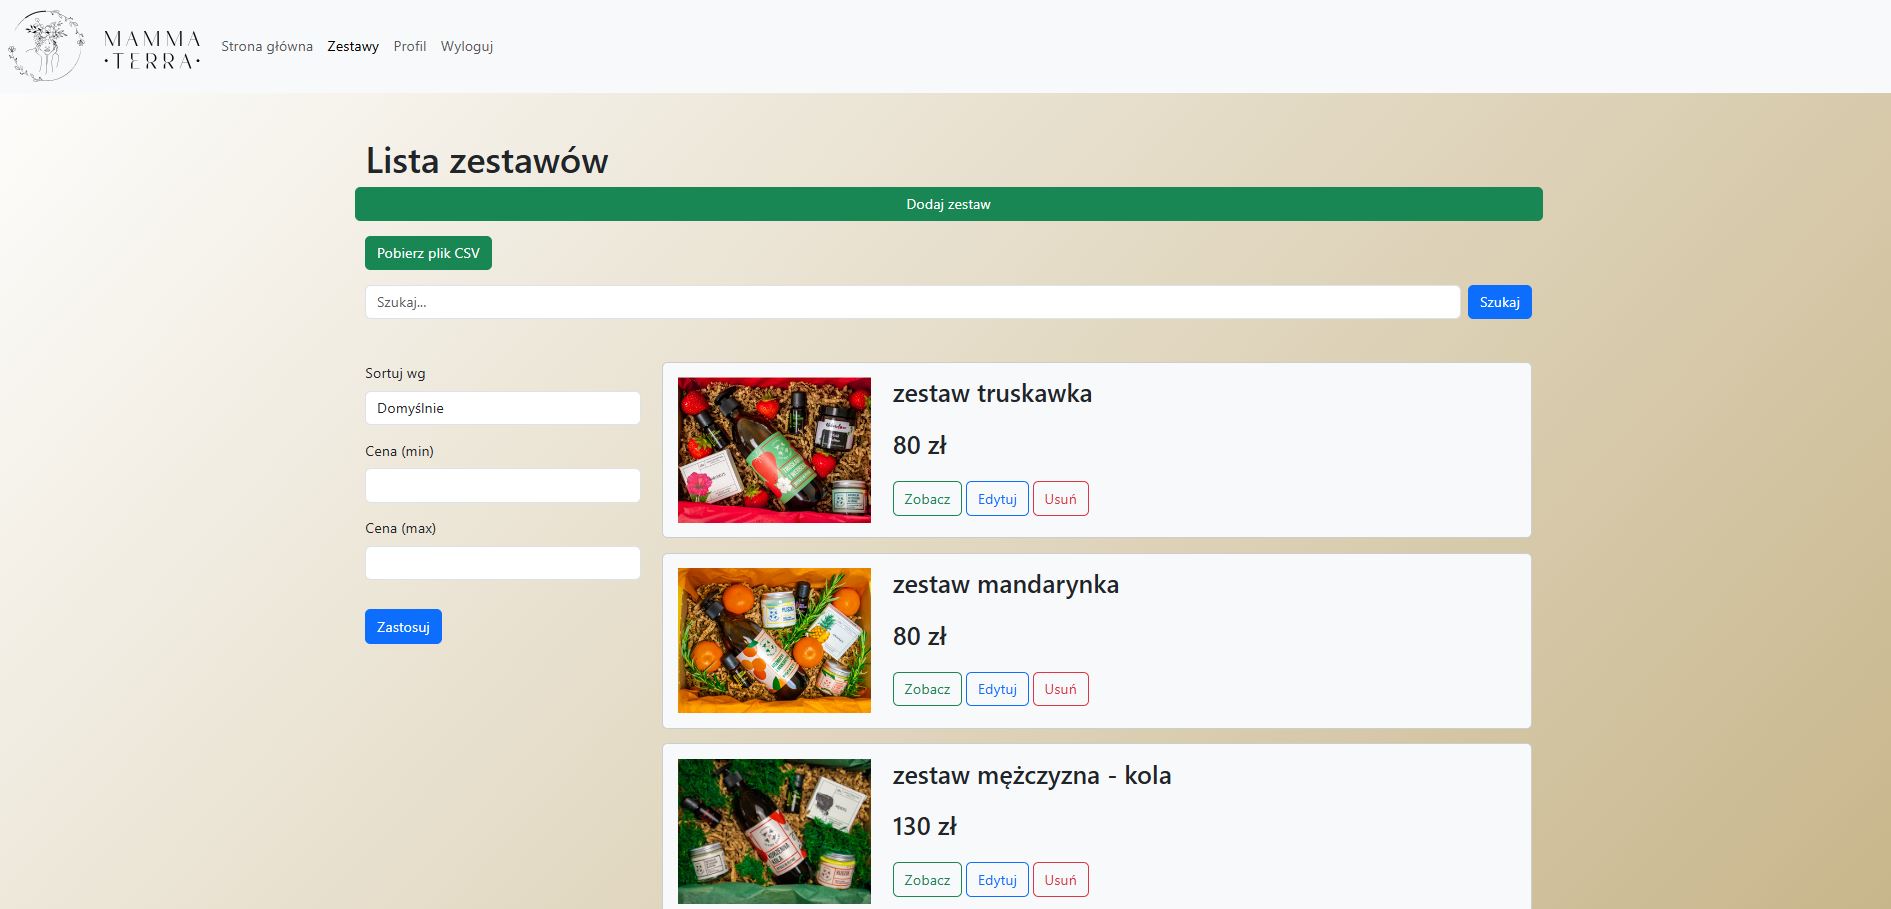 MAMMA
•TERRA•
Strona główna Zestawy Profil Wyloguj
Lista zestawów
Dodaj zestaw
Pobierz plik CSV
Szukaj... Szukaj
Sortuj wg
Domyślnie
Cena (min)
Cena (max)
Zastosuj
zestaw truskawka
80 zł
Zobacz Edytuj Usuń
zestaw mandarynka
80 zł
Zobacz Edytuj Usuń
zestaw mężczyzna - kola
130 zł
Zobacz Edytuj Usuń